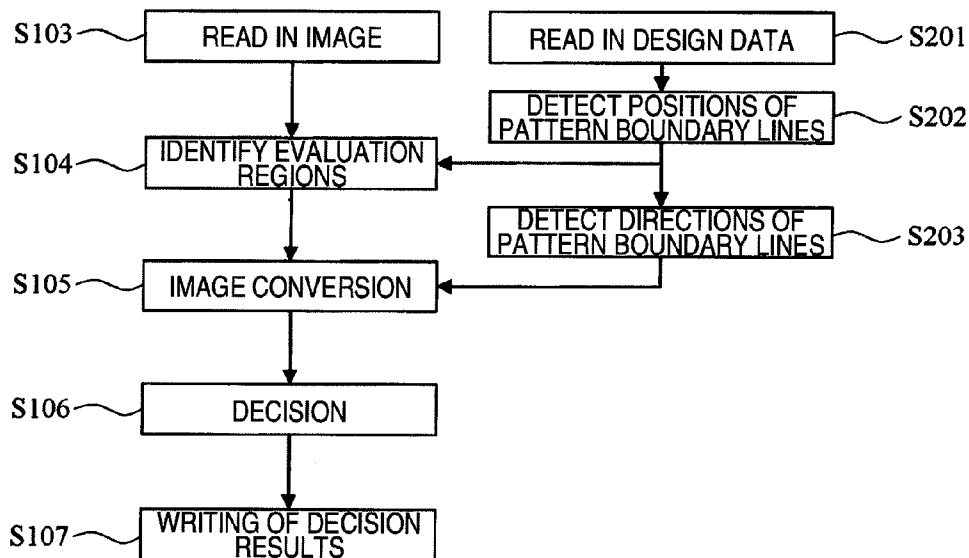 S103
READ IN IMAGE
READ IN DESIGN DATA
S201
DETECT POSITIONS OF
PATTERN BOUNDARY LINES
S202
S104
IDENTIFY EVALUATION
REGIONS
DETECT DIRECTIONS OF
PATTERN BOUNDARY LINES
S203
S105
IMAGE CONVERSION
S106
DECISION
S107
WRITING OF DECISION
RESULTS